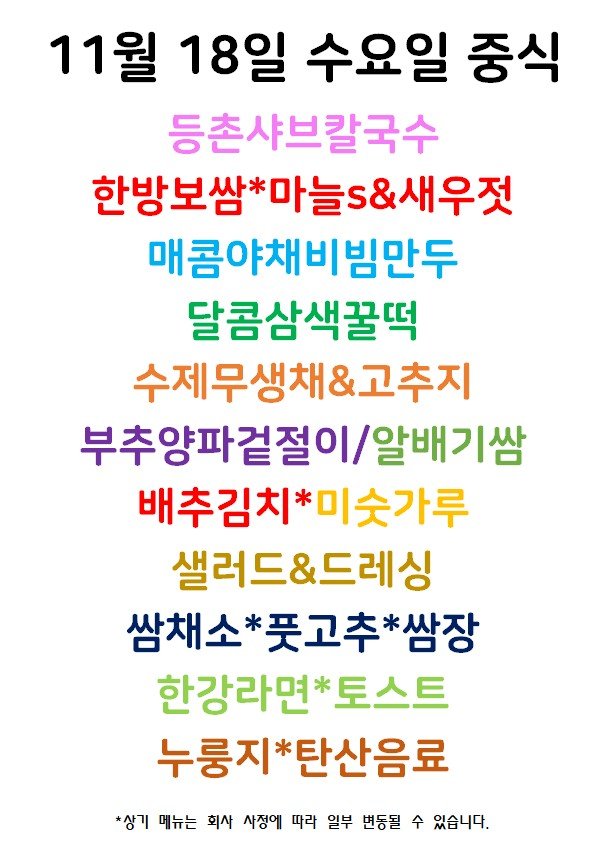 11월 18일 수요일 중식
등촌샤브칼국수
한방보쌈*마늘s&새우젓
매콤야채비빔만두
달콤삼색꿀떡
수제무생채&고추지
부추양파겉절이/알배기쌈
배추김치*미숫가루
샐러드&드레싱
쌈채소*풋고추*쌈장
한강라면*토스트
누룽지*탄산음료
*상기 메뉴는 회사 사정에 따라 일부 변동될 수 있습니다.